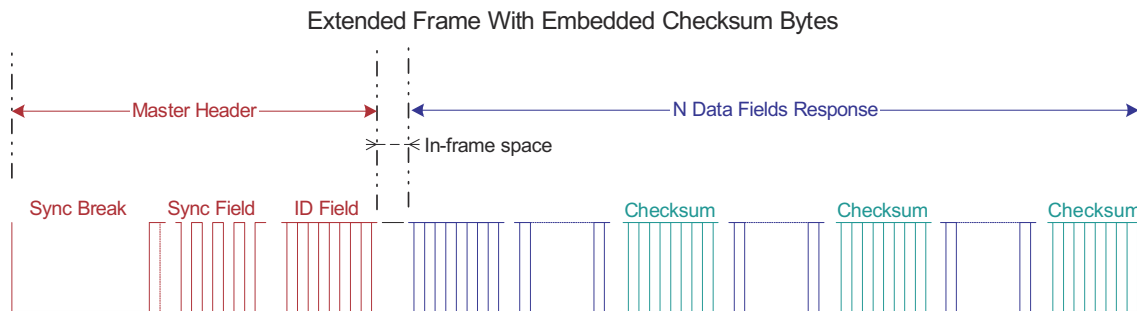 Extended Frame With Embedded Checksum Bytes
Master Header
N Data Fields Response
In-frame space
Sync Break
Sync Field
ID Field
Checksum
Checksum
Checksum